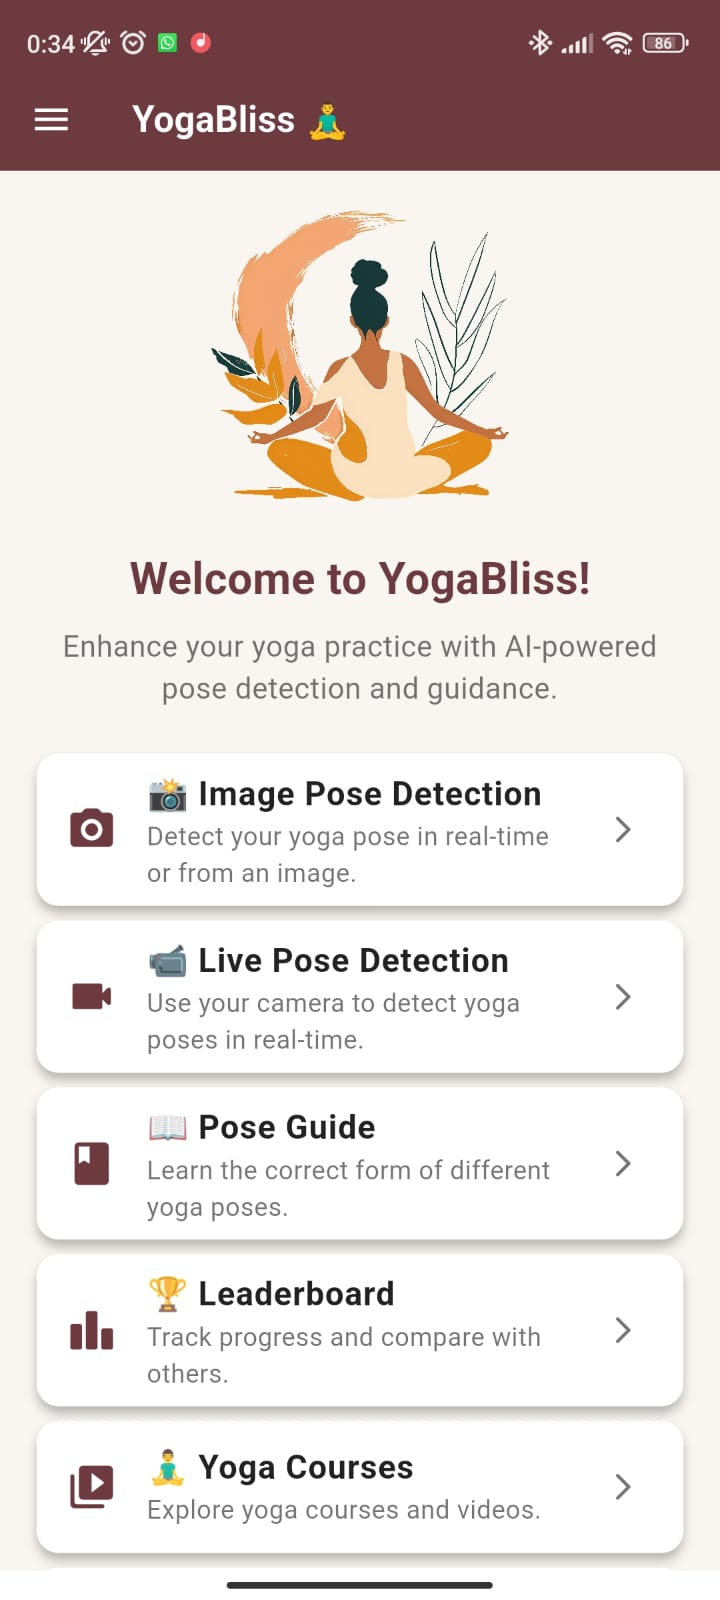 0:34
86
YogaBliss
Welcome to YogaBliss!
Enhance your yoga practice with AI-powered
pose detection and guidance.
Image Pose Detection
Detect your yoga pose in real-time
or from an image.
Live Pose Detection
Use your camera to detect yoga
poses in real-time.
Pose Guide
Learn the correct form of different
yoga poses.
Leaderboard
Track progress and compare with
others.
Yoga Courses
Explore yoga courses and videos.